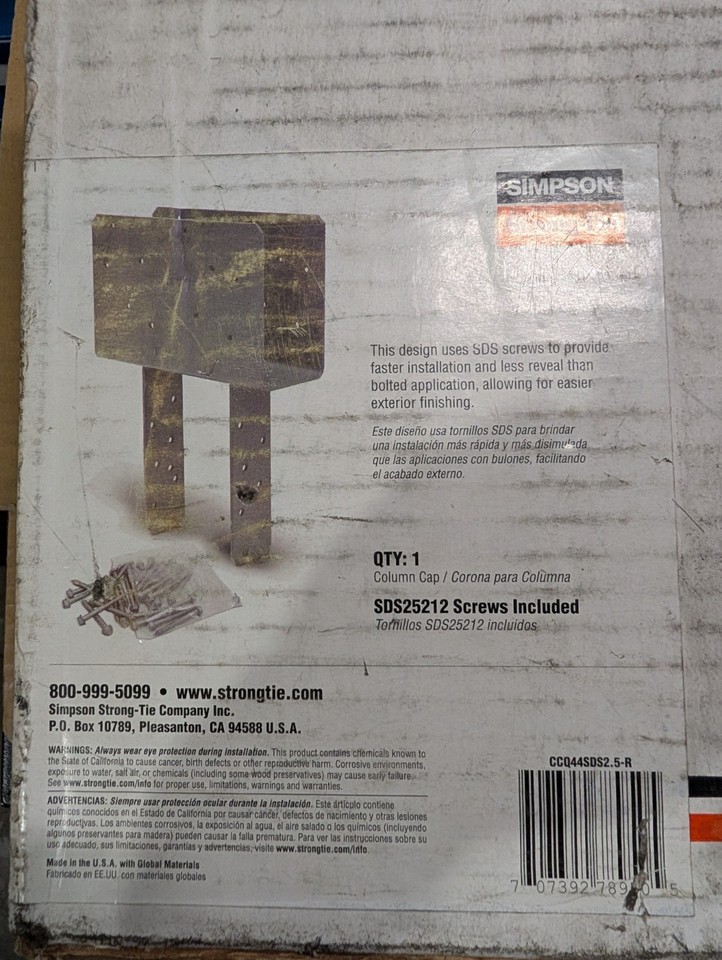 SIMPSON
This design uses SDS screws to provide
faster installation and less reveal than
bolted application, allowing for easier
exterior finishing.
Este diseño usa tornillos SDS para brindar
una instalación más rápida y más disimulada
que las aplicaciones con bulones, facilitando
el acabado externo.
QTY: 1
Column Cap / Corona para Columna
SDS25212 Screws Included
Tornillos SDS25212 incluidos
800-999-5099 • www.strongtie.com
Simpson Strong-Tie Company Inc.
P.O. Box 10789, Pleasanton, CA 94588 U.S.A.
WARNINGS: Always wear eye protection during installation. This product contains chemicals known to
the State of California to cause cancer, birth defects or other reproductive harm. Corrosive environments,
exposure to water, salt air, or chemicals (including some wood preservatives) may cause early failure.
See www.strongtie.com/info for proper use, limitations, warnings and warranties.
ADVERTENCIAS: Siempre usar protección ocular durante la instalación. Este artículo contiene
químicos conocidos en el Estado de California por causar cáncer, defectos de nacimiento y otras lesiones
reproductivas. Los ambientes corrosivos, la exposición al agua, el aire salado o los químicos (incluyendo
algunos preservantes para madera) pueden causar la falla prematura. Para ver las instrucciones sobre su
uso adecuado, sus limitaciones, garantías y advertencias, visite www.strongtie.com/info.
Made in the U.S.A. with Global Materials
Fabricado en EE.UU. con materiales globales
CCQ44SDS2.5-R
7 07392 789 0 5